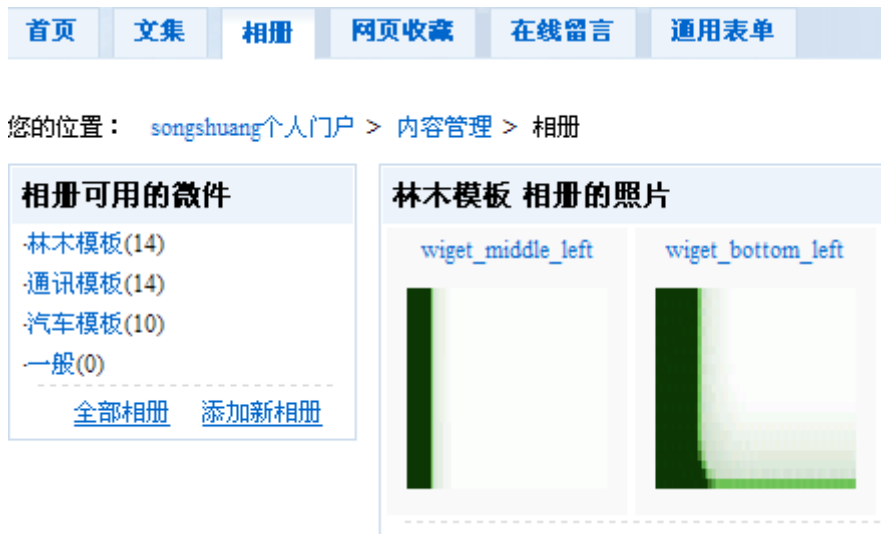 首页 文集 相册 网页收藏 在线留言 通用表单
您的位置： songshuang个人门户 > 内容管理 > 相册
相册可用的微件
·林木模板(14)
·通讯模板(14)
·汽车模板(10)
·一般(0)
全部相册 添加新相册
林木模板 相册的照片
wiget_middle_left wiget_bottom_left